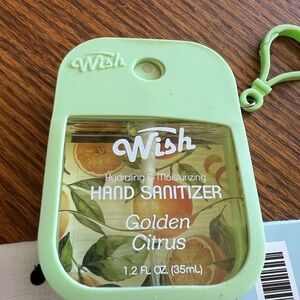 Wish
Wish
Hydrating & Moisturizing
HAND SANITIZER
Golden
Citrus
1.2 FL OZ. (35mL)